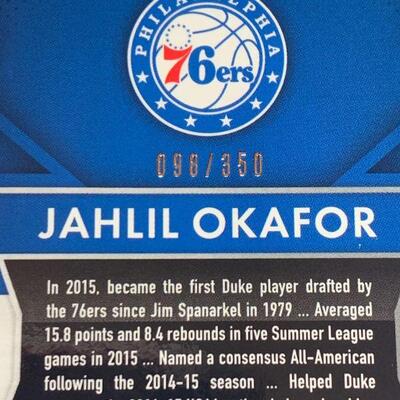 PHILADELPHIA
76ers
098/350
JAHLIL OKAFOR
In 2015, became the first Duke player drafted by
the 76ers since Jim Spanarkel in 1979 ... Averaged
15.8 points and 8.4 rebounds in five Summer League
games in 2015 ... Named a consensus All-American
following the 2014-15 season ... Helped Duke